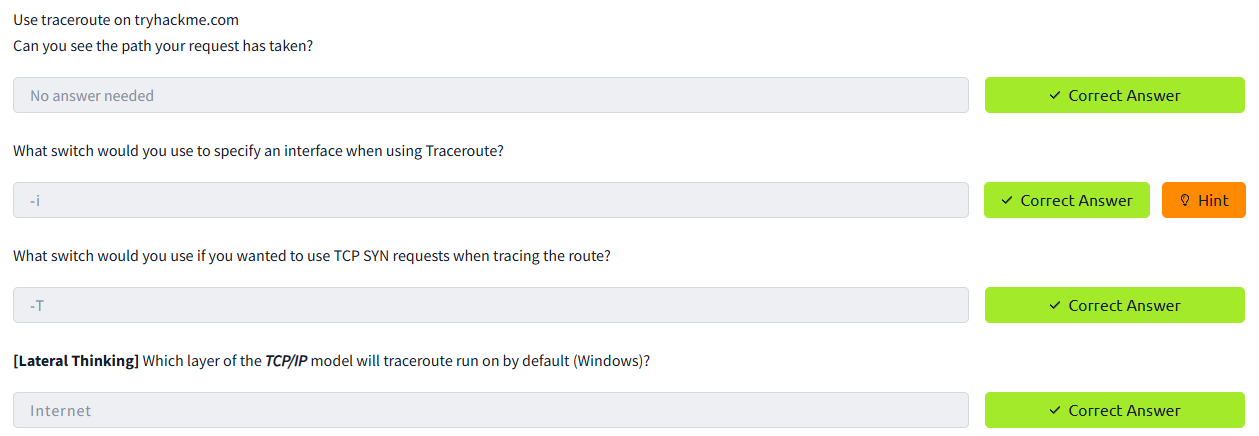 Use traceroute on tryhackme.com
Can you see the path your request has taken?
No answer needed
Correct Answer
What switch would you use to specify an interface when using Traceroute?
-i
Correct Answer
Hint
What switch would you use if you wanted to use TCP SYN requests when tracing the route?
-T
Correct Answer
[Lateral Thinking] Which layer of the TCP/IP model will traceroute run on by default (Windows)?
Internet
Correct Answer